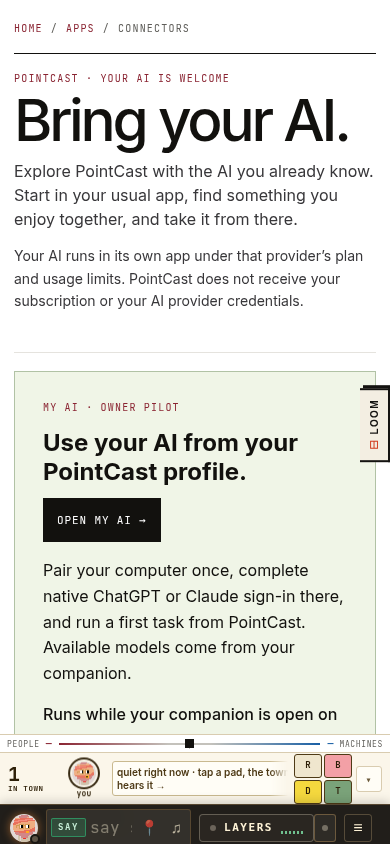 HOME / APPS / CONNECTORS
POINTCAST · YOUR AI IS WELCOME
Bring your AI.
Explore PointCast with the AI you already know.
Start in your usual app, find something you
enjoy together, and take it from there.
Your AI runs in its own app under that provider’s plan
and usage limits. PointCast does not receive your
subscription or your AI provider credentials.
LOOM
MY AI · OWNER PILOT
Use your AI from your
PointCast profile.
OPEN MY AI →
Pair your computer once, complete
native ChatGPT or Claude sign-in there,
and run a first task from PointCast.
Available models come from your
companion.
Runs while your companion is open on
PEOPLE — — MACHINES
1
IN TOWN
YOU
quiet right now · tap a pad, the town
hears it →
R B
D T
SAY say
LAYERS